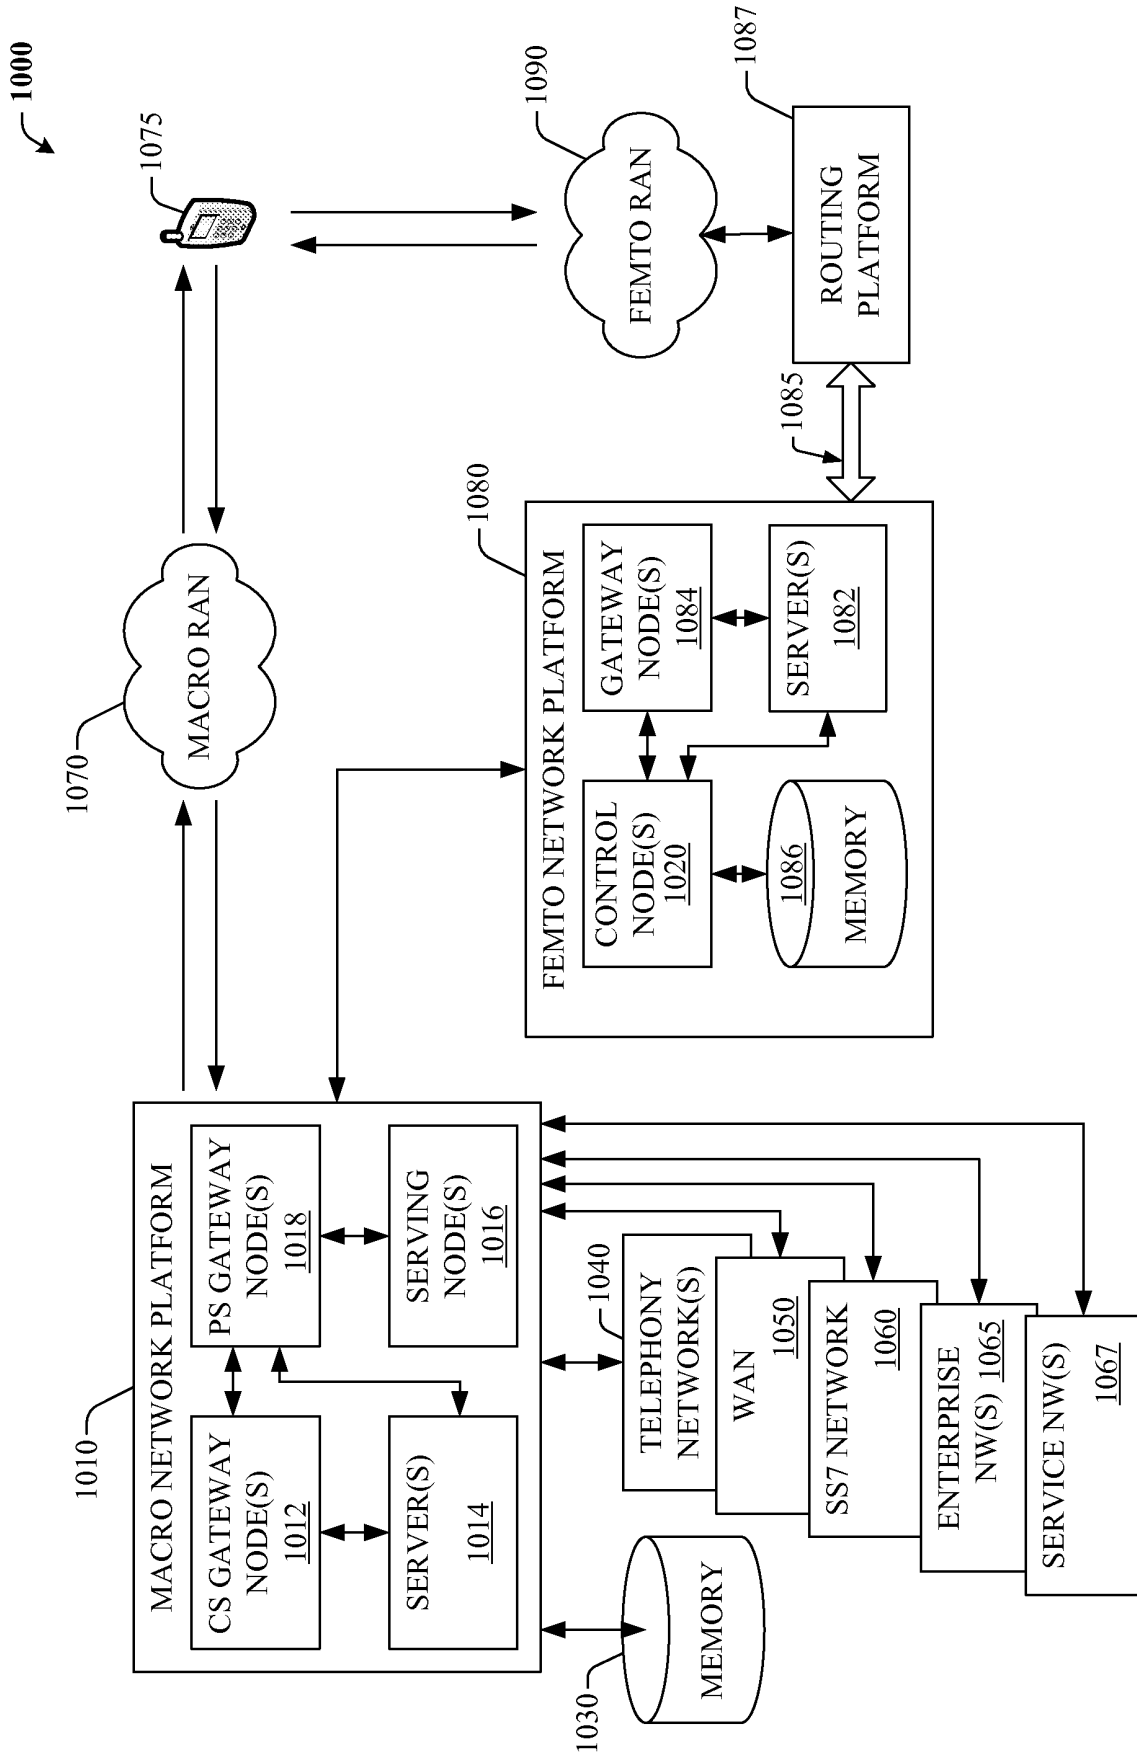 1000
1010
MACRO NETWORK PLATFORM
CS GATEWAY
NODE(S)
1012
PS GATEWAY
NODE(S)
1018
SERVER(S)
1014
SERVING
NODE(S)
1016
1070
MACRO RAN
1075
1030
MEMORY
1040
TELEPHONY
NETWORK(S)
WAN
1050
SS7 NETWORK
1060
ENTERPRISE
NW(S) 1065
SERVICE NW(S)
1067
1080
FEMTO NETWORK PLATFORM
CONTROL
NODE(S)
1020
GATEWAY
NODE(S)
1084
1086
MEMORY
SERVER(S)
1082
1085
1090
FEMTO RAN
1087
ROUTING
PLATFORM